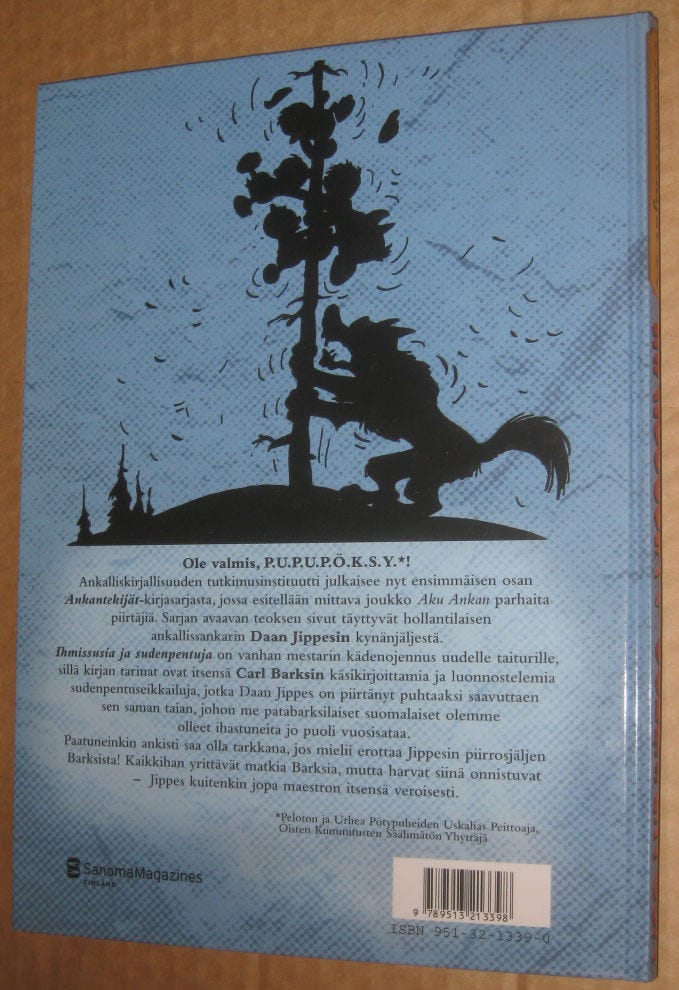 Ole valmis, P.U.P.U.P.Ö.K.S.Y.*!
Ankalliskirjallisuuden tutkimusinstituutti julkaisee nyt ensimmäisen osan
Ankantekijät-kirjasarjasta, jossa esitellään mittava joukko Aku Ankan parhaita
piirtäjiä. Sarjan avaavan teoksen sivut täyttyvät hollantilaisen
ankallissankarin Daan Jippesin kynänjäljestä.
Ihmissusia ja sudenpentuja on vanhan mestarin kädenojennus uudelle taiturille,
sillä kirjan tarinat ovat itsensä Carl Barksin käsikirjoittamia ja luonnostelemia
sudenpentuseikkailuja, jotka Daan Jippes on piirtänyt puhtaaksi saavuttaen
sen saman taian, johon me patabarksilaiset suomalaiset olemme
olleet ihastuneita jo puoli vuosisataa.
Paatuneinkin ankisti saa olla tarkkana, jos mielii erottaa Jippesin piirrosjäljen
Barksista! Kaikkihan yrittävät matkia Barksia, mutta harvat siinä onnistuvat
– Jippes kuitenkin jopa maestron itsensä veroisesti.
*Peloton ja Urhea Pötypuheiden Uskalias Peittoaja,
Öisten Kummitusten Säälimätön Yhyttäjä
SanomaMagazines
FINLAND
9 789513 213398
ISBN 951-32-1339-0